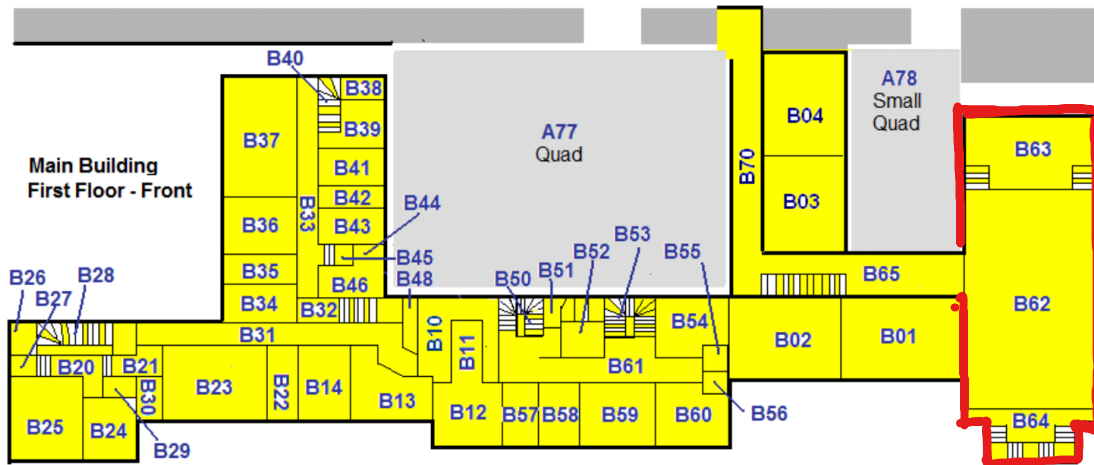 B40
B38
A78
Small
Quad
B39
B04
A77
Quad
B37
B63
Main Building
First Floor - Front
B41
B70
B42
B44
B03
B33
B43
B36
B53
B52
B55
B45
B51
B50
B65
B35
B26
B28
B48
B27
B46
B34
B32
B62
B10
B54
B31
B02
B01
B11
B20
B21
B61
B23
B22
B14
B13
B30
B12
B57
B58
B59
B60
B56
B64
B25
B24
B29